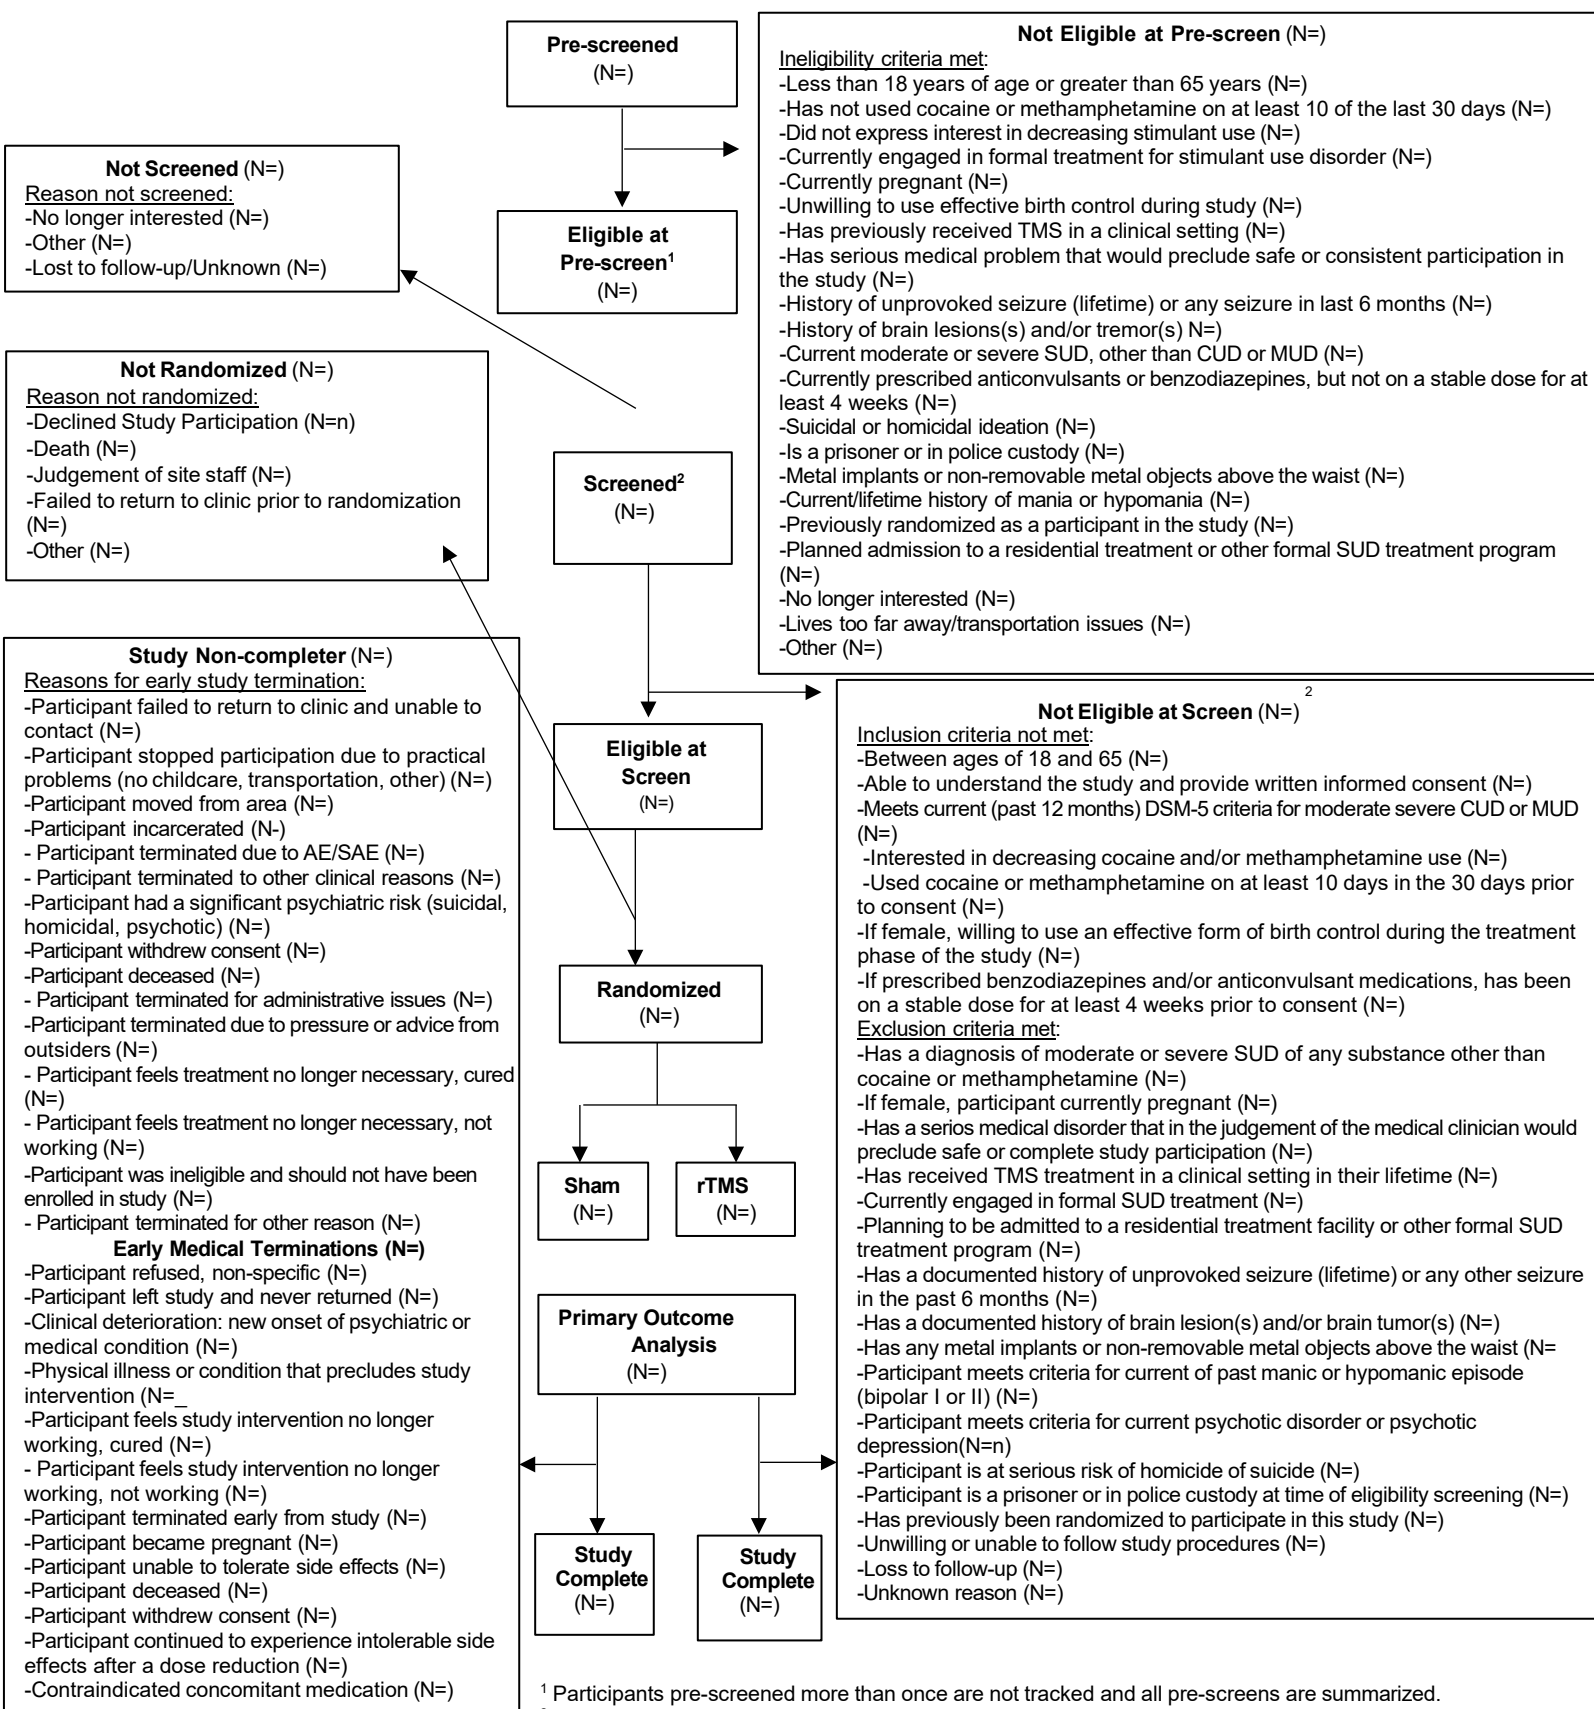 Pre-screened
(N=)
Not Eligible at Pre-screen (N=)
Ineligibility criteria met:
-Less than 18 years of age or greater than 65 years (N=)
-Has not used cocaine or methamphetamine on at least 10 of the last 30 days (N=)
-Did not express interest in decreasing stimulant use (N=)
-Currently engaged in formal treatment for stimulant use disorder (N=)
-Currently pregnant (N=)
-Unwilling to use effective birth control during study (N=)
-Has previously received TMS in a clinical setting (N=)
-Has serious medical problem that would preclude safe or consistent participation in
the study (N=)
-History of unprovoked seizure (lifetime) or any seizure in last 6 months (N=)
-History of brain lesions(s) and/or tremor(s) N=)
-Current moderate or severe SUD, other than CUD or MUD (N=)
-Currently prescribed anticonvulsants or benzodiazepines, but not on a stable dose for at
least 4 weeks (N=)
-Suicidal or homicidal ideation (N=)
-Is a prisoner or in police custody (N=)
-Metal implants or non-removable metal objects above the waist (N=)
-Current/lifetime history of mania or hypomania (N=)
-Previously randomized as a participant in the study (N=)
-Planned admission to a residential treatment or other formal SUD treatment program
(N=)
-No longer interested (N=)
-Lives too far away/transportation issues (N=)
-Other (N=)
Not Screened (N=)
Reason not screened:
-No longer interested (N=)
-Other (N=)
-Lost to follow-up/Unknown (N=)
Eligible at
Pre-screen1
(N=)
Not Randomized (N=)
Reason not randomized:
-Declined Study Participation (N=n)
-Death (N=)
-Judgement of site staff (N=)
-Failed to return to clinic prior to randomization
(N=)
-Other (N=)
Screened2
(N=)
Study Non-completer (N=)
Reasons for early study termination:
-Participant failed to return to clinic and unable to
contact (N=)
-Participant stopped participation due to practical
problems (no childcare, transportation, other) (N=)
-Participant moved from area (N=)
-Participant incarcerated (N-)
- Participant terminated due to AE/SAE (N=)
- Participant terminated to other clinical reasons (N=)
-Participant had a significant psychiatric risk (suicidal,
homicidal, psychotic) (N=)
-Participant withdrew consent (N=)
-Participant deceased (N=)
- Participant terminated for administrative issues (N=)
-Participant terminated due to pressure or advice from
outsiders (N=)
- Participant feels treatment no longer necessary, cured
(N=)
- Participant feels treatment no longer necessary, not
working (N=)
-Participant was ineligible and should not have been
enrolled in study (N=)
- Participant terminated for other reason (N=)
Early Medical Terminations (N=)
-Participant refused, non-specific (N=)
-Participant left study and never returned (N=)
-Clinical deterioration: new onset of psychiatric or
medical condition (N=)
-Physical illness or condition that precludes study
intervention (N=_
-Participant feels study intervention no longer
working, cured (N=)
- Participant feels study intervention no longer
working, not working (N=)
-Participant terminated early from study (N=)
-Participant became pregnant (N=)
-Participant unable to tolerate side effects (N=)
-Participant deceased (N=)
-Participant withdrew consent (N=)
-Participant continued to experience intolerable side
effects after a dose reduction (N=)
-Contraindicated concomitant medication (N=)
Eligible at
Screen
(N=)
Not Eligible at Screen (N=) 2
Inclusion criteria not met:
-Between ages of 18 and 65 (N=)
-Able to understand the study and provide written informed consent (N=)
-Meets current (past 12 months) DSM-5 criteria for moderate severe CUD or MUD
(N=)
-Interested in decreasing cocaine and/or methamphetamine use (N=)
-Used cocaine or methamphetamine on at least 10 days in the 30 days prior
to consent (N=)
-If female, willing to use an effective form of birth control during the treatment
phase of the study (N=)
-If prescribed benzodiazepines and/or anticonvulsant medications, has been
on a stable dose for at least 4 weeks prior to consent (N=)
Exclusion criteria met:
-Has a diagnosis of moderate or severe SUD of any substance other than
cocaine or methamphetamine (N=)
-If female, participant currently pregnant (N=)
-Has a serios medical disorder that in the judgement of the medical clinician would
preclude safe or complete study participation (N=)
-Has received TMS treatment in a clinical setting in their lifetime (N=)
-Currently engaged in formal SUD treatment (N=)
-Planning to be admitted to a residential treatment facility or other formal SUD
treatment program (N=)
-Has a documented history of unprovoked seizure (lifetime) or any other seizure
in the past 6 months (N=)
-Has a documented history of brain lesion(s) and/or brain tumor(s) (N=)
-Has any metal implants or non-removable metal objects above the waist (N=
-Participant meets criteria for current of past manic or hypomanic episode
(bipolar I or II) (N=)
-Participant meets criteria for current psychotic disorder or psychotic
depression(N=n)
-Participant is at serious risk of homicide of suicide (N=)
-Participant is a prisoner or in police custody at time of eligibility screening (N=)
-Has previously been randomized to participate in this study (N=)
-Unwilling or unable to follow study procedures (N=)
-Loss to follow-up (N=)
-Unknown reason (N=)
Randomized
(N=)
Sham
(N=)
rTMS
(N=)
Primary Outcome
Analysis
(N=)
Study
Complete
(N=)
Study
Complete
(N=)
1 Participants pre-screened more than once are not tracked and all pre-screens are summarized.